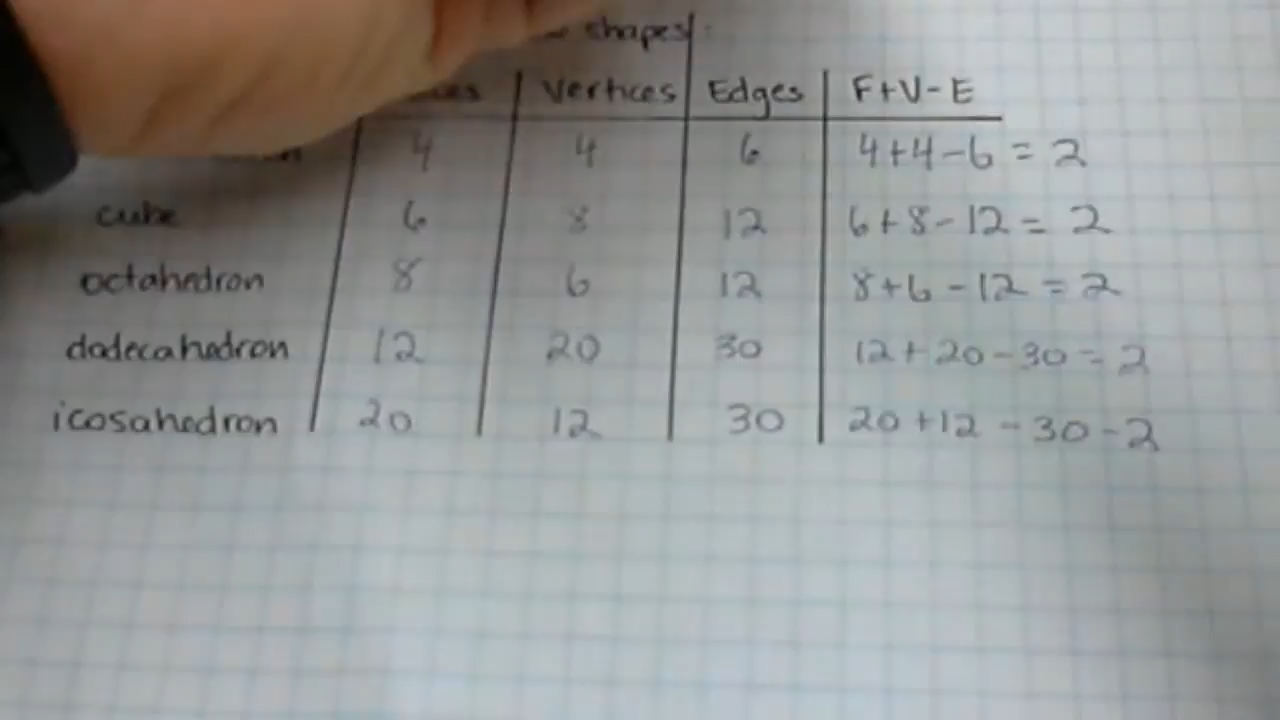 shapes:
Vertices Edges F+V-E
4 4 6 4+4-6=2
cube 6 8 12 6+8-12=2
octahedron 8 6 12 8+6-12=2
dodecahedron 12 20 30 12+20-30=2
icosahedron 20 12 30 20+12-30-2